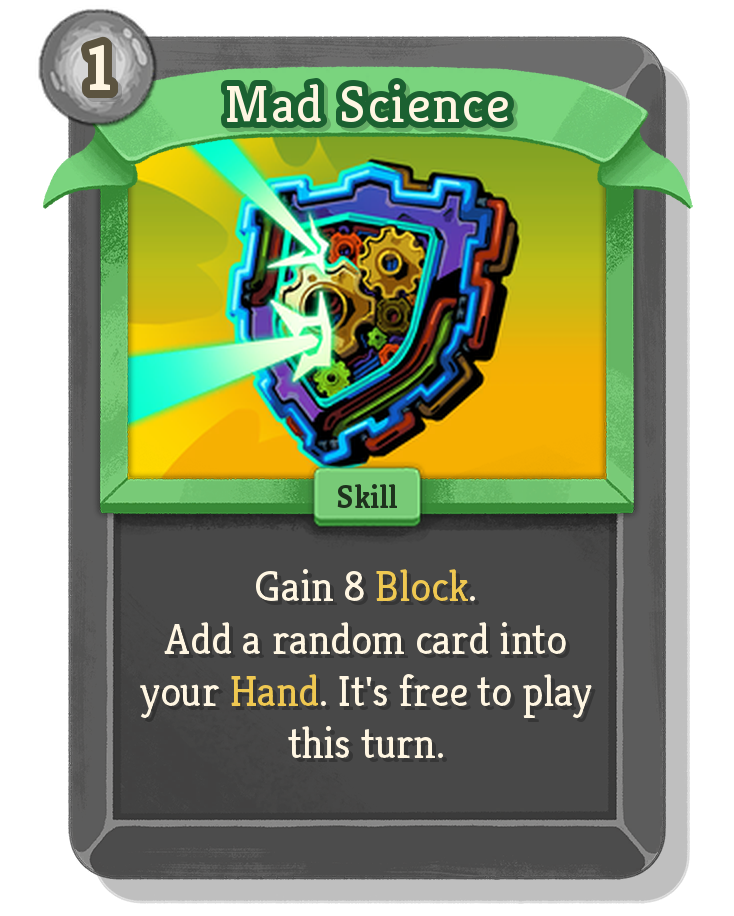 1
Mad Science
Skill
Gain 8 Block.
Add a random card into
your Hand. It's free to play
this turn.